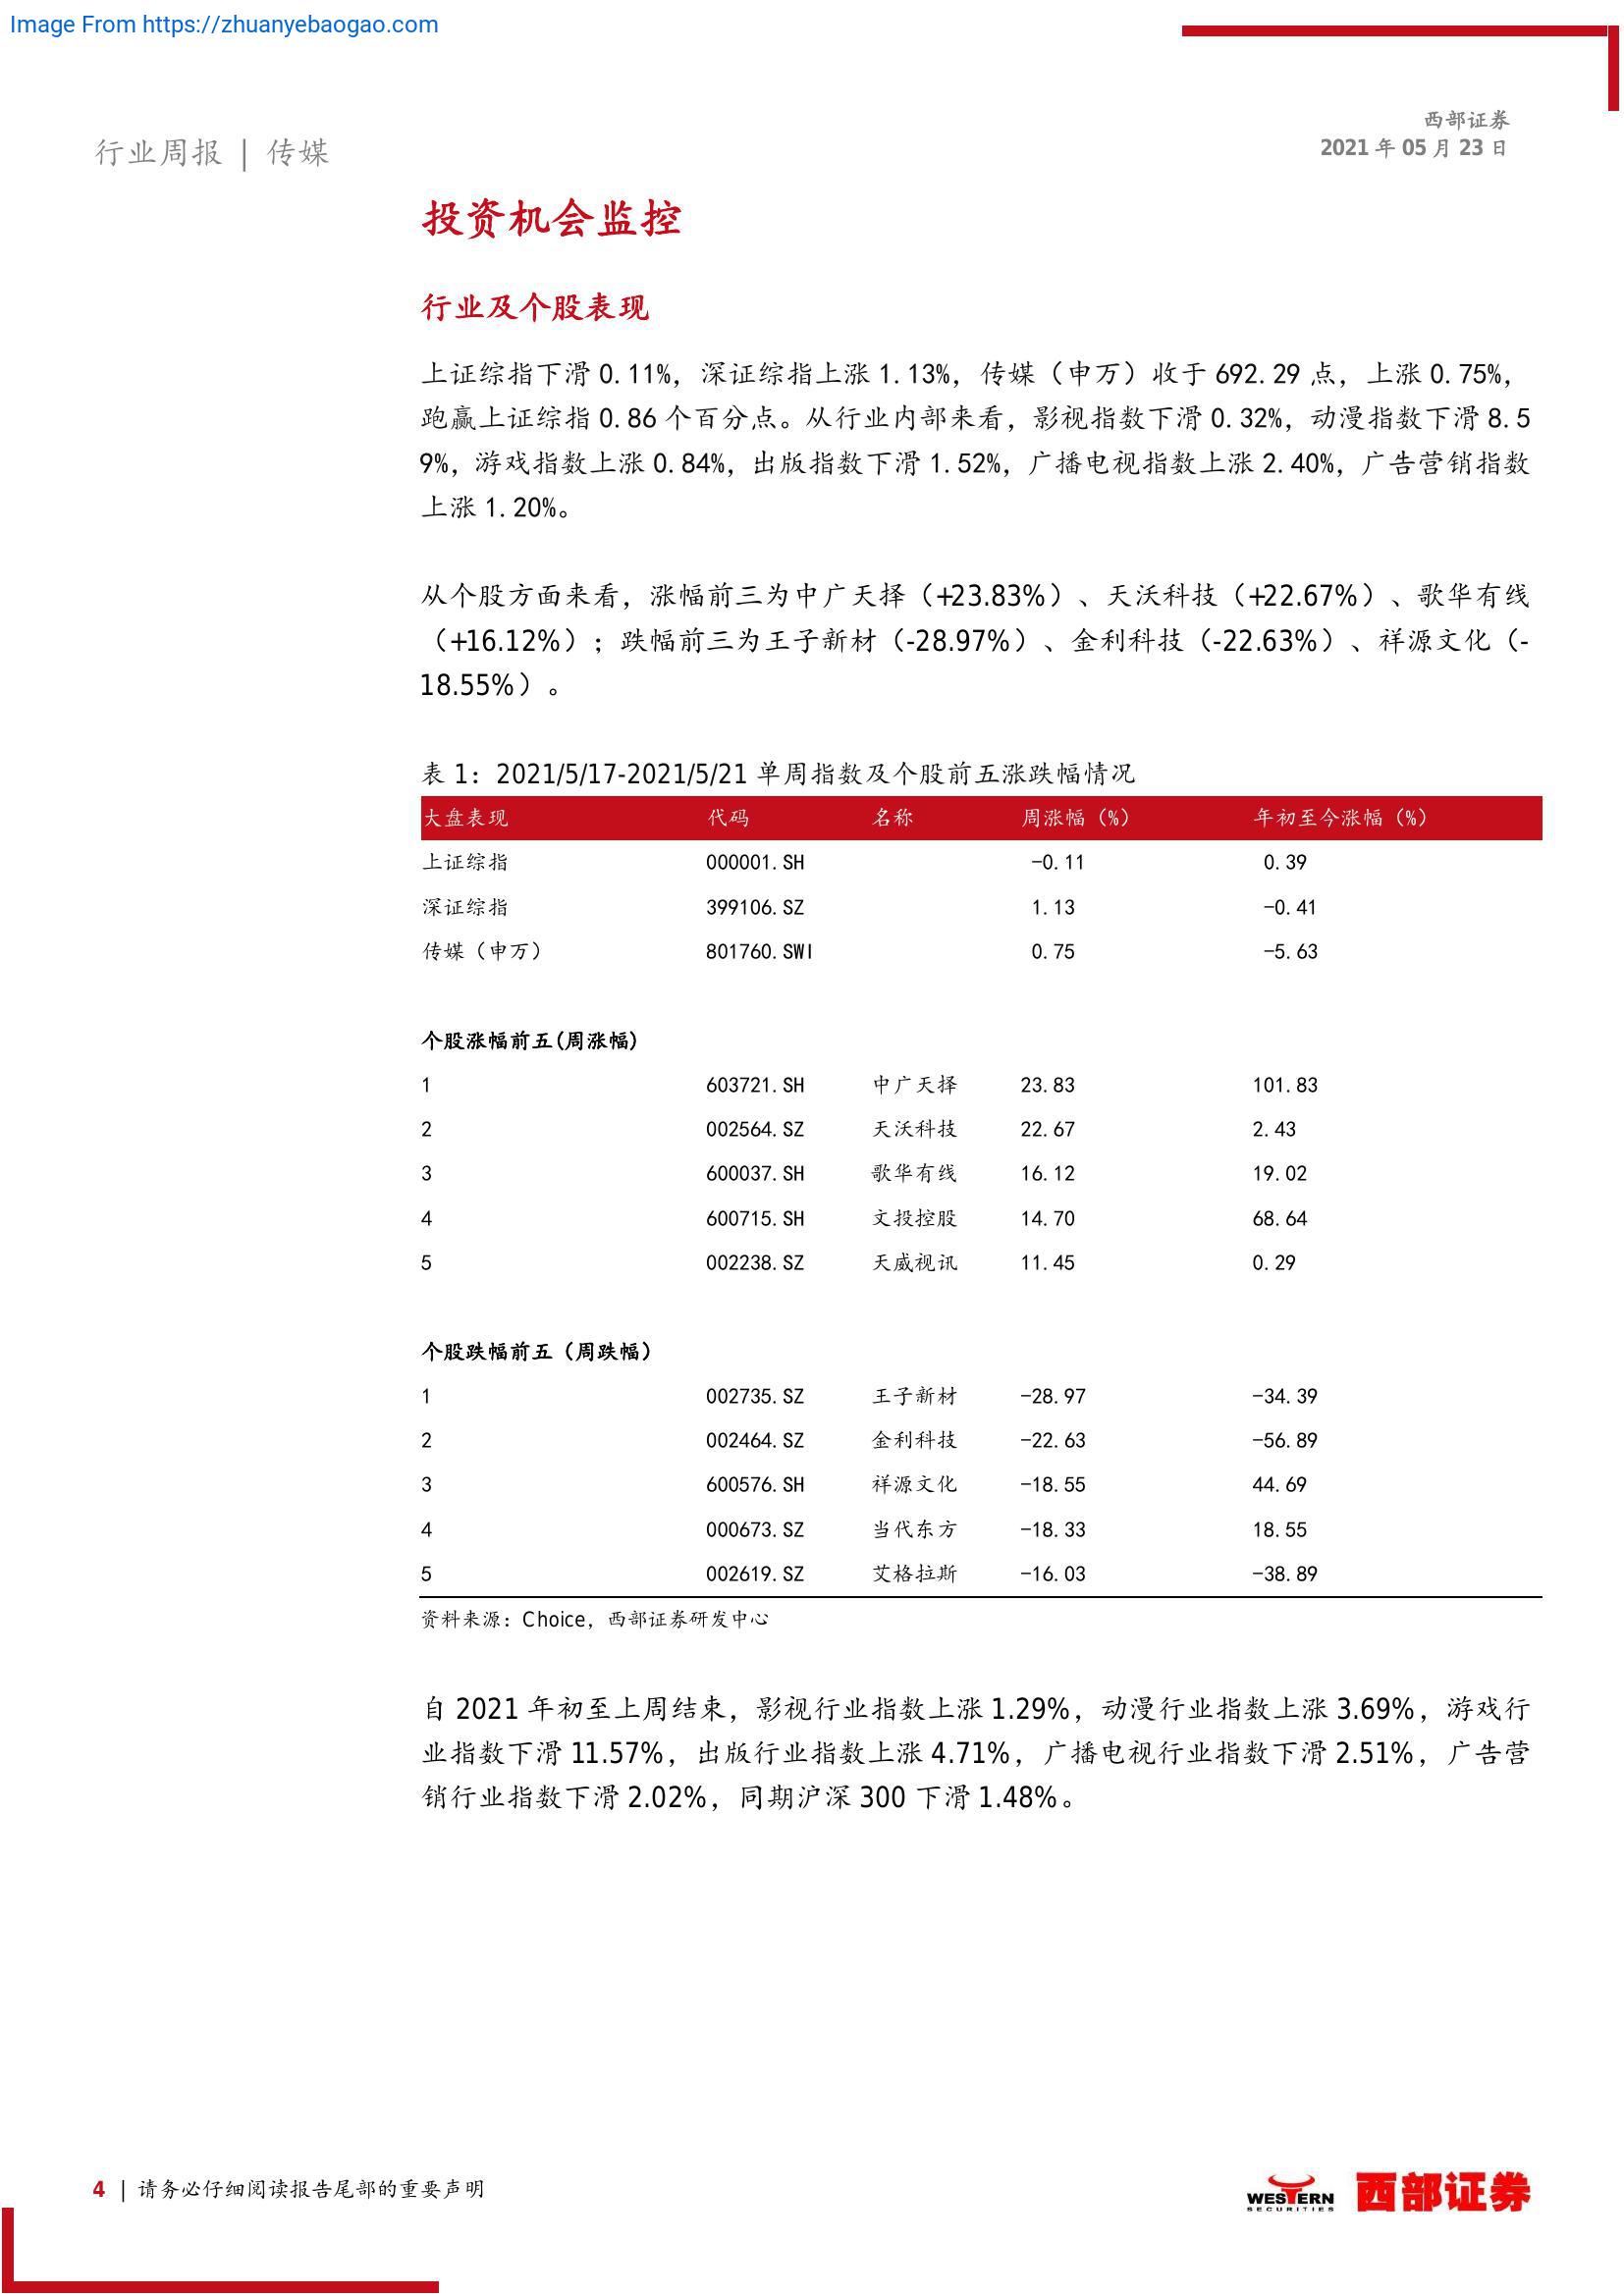 Image From https://zhuanyebaogao.com
西部证券
2021 年 05 月 23 日
行业周报 | 传媒
投资机会监控
行业及个股表现
上证综指下滑 0.11%，深证综指上涨 1.13%，传媒（申万）收于 692.29 点，上涨 0.75%，
跑赢上证综指 0.86 个百分点。从行业内部来看，影视指数下滑 0.32%，动漫指数下滑 8.5
9%，游戏指数上涨 0.84%，出版指数下滑 1.52%，广播电视指数上涨 2.40%，广告营销指数
上涨 1.20%。
从个股方面来看，涨幅前三为中广天择（+23.83%）、天沃科技（+22.67%）、歌华有线
（+16.12%）；跌幅前三为王子新材（-28.97%）、金利科技（-22.63%）、祥源文化（-
18.55%）。
表 1：2021/5/17-2021/5/21 单周指数及个股前五涨跌幅情况
大盘表现 代码 名称 周涨幅（%） 年初至今涨幅（%）
上证综指 000001.SH -0.11 0.39
深证综指 399106.SZ 1.13 -0.41
传媒（申万） 801760.SWI 0.75 -5.63
个股涨幅前五(周涨幅)
1 603721.SH 中广天择 23.83 101.83
2 002564.SZ 天沃科技 22.67 2.43
3 600037.SH 歌华有线 16.12 19.02
4 600715.SH 文投控股 14.70 68.64
5 002238.SZ 天威视讯 11.45 0.29
个股跌幅前五（周跌幅）
1 002735.SZ 王子新材 -28.97 -34.39
2 002464.SZ 金利科技 -22.63 -56.89
3 600576.SH 祥源文化 -18.55 44.69
4 000673.SZ 当代东方 -18.33 18.55
5 002619.SZ 艾格拉斯 -16.03 -38.89
资料来源：Choice，西部证券研发中心
自 2021 年初至上周结束，影视行业指数上涨 1.29%，动漫行业指数上涨 3.69%，游戏行
业指数下滑 11.57%，出版行业指数上涨 4.71%，广播电视行业指数下滑 2.51%，广告营
销行业指数下滑 2.02%，同期沪深 300 下滑 1.48%。
4 | 请务必仔细阅读报告尾部的重要声明
WESTERN
SECURITIES
西部证券